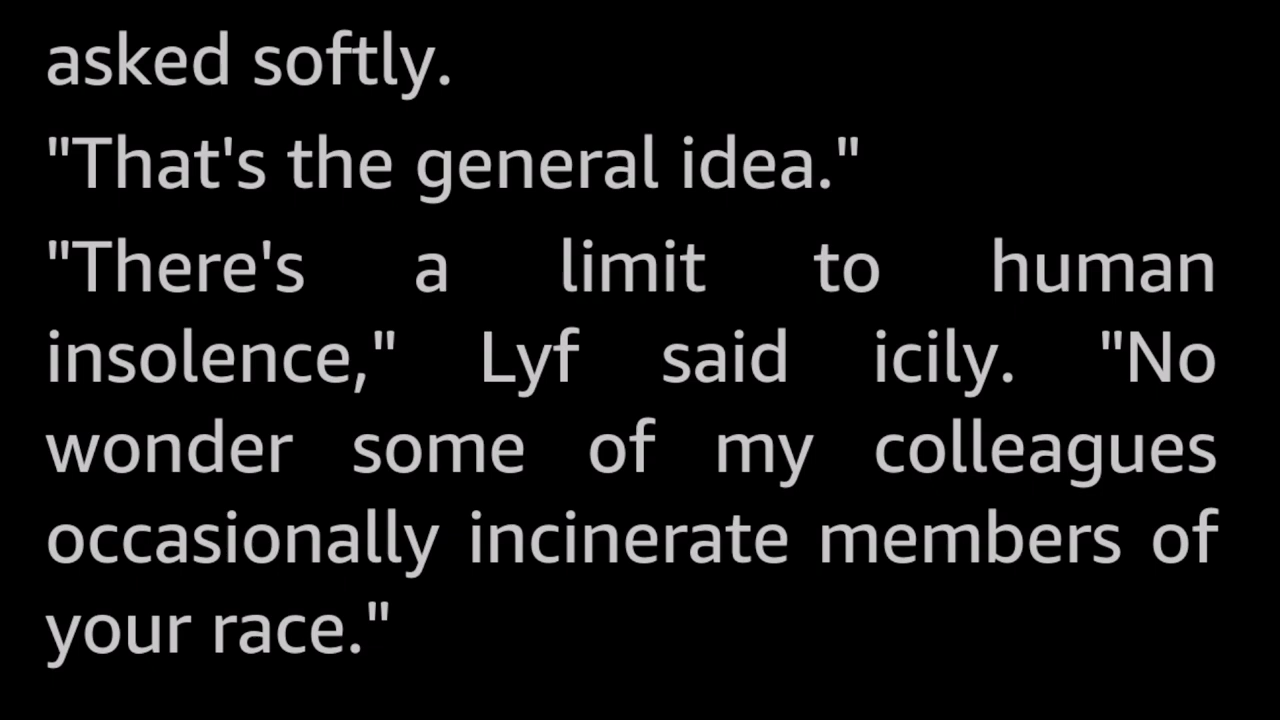 asked softly.
"That's the general idea."
"There's a limit to human
insolence," Lyf said icily. "No
wonder some of my colleagues
occasionally incinerate members of
your race."